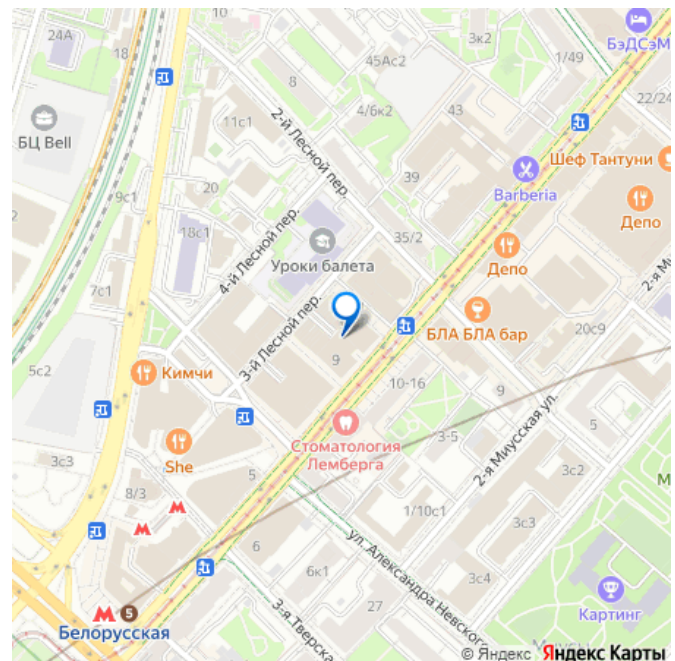 24А
18
БЦ Bell
45Ас2
3к2
8
4/6к2
43
1/49
БэДСэМ
22/24
11с1
2-й Лесной пер.
Шеф Тантуни
39
Barberia
Депо
20
9с1
18с1
4-й Лесной пер.
Уроки балета
35/2
Депо
2-я Ми
2
7с1
3-й Лесной пер.
БЛА БЛА бар
20с9
5с2
Кимчи
9
10-16
9
Стоматология
Лемберга
3-5
2-я Миусская ул.
5
She
5
3с3
8/3
3с2
М
1/10с1
3с3
6
ул. Александра Невского
6к1
3с4
27
3-я Тверска
5
Белорусская
Картинг
© Яндекс Яндекс Карты